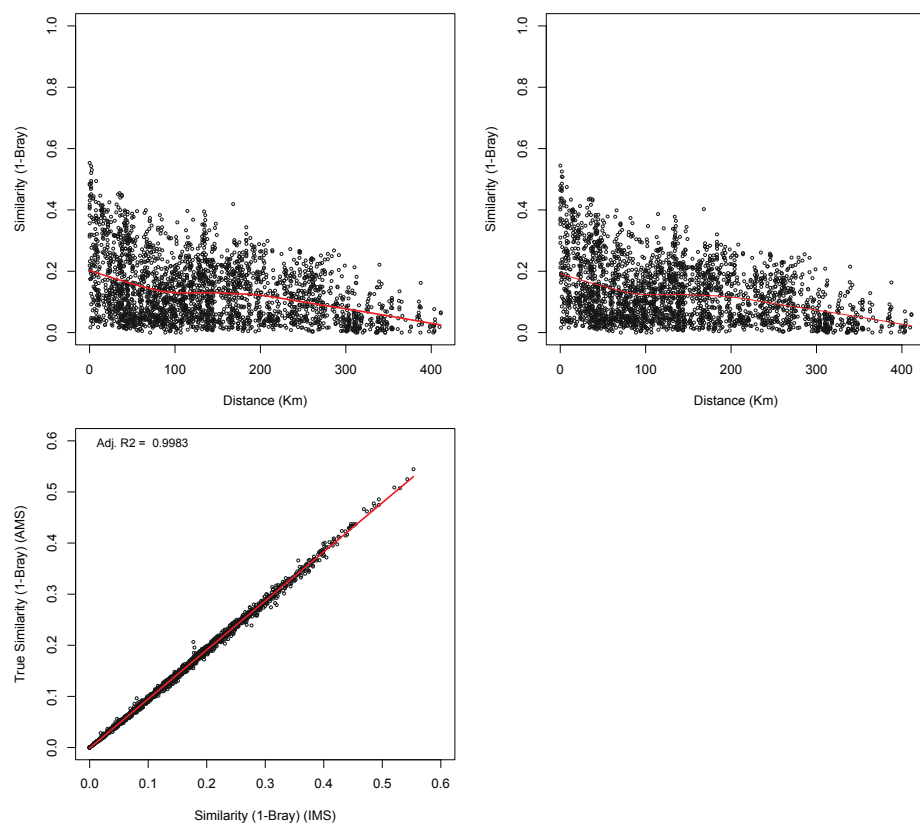 1.0
0.8
0.6
0.4
0.2
0.0
Similarity (1-Bray)
0 100 200 300 400
Distance (Km)
1.0
0.8
0.6
0.4
0.2
0.0
Similarity (1-Bray)
0 100 200 300 400
Distance (Km)
Adj. R2 = 0.9983
0.6
0.5
0.4
0.3
0.2
0.1
0.0
True Similarity (1-Bray) (AMS)
0.0 0.1 0.2 0.3 0.4 0.5 0.6
Similarity (1-Bray) (IMS)